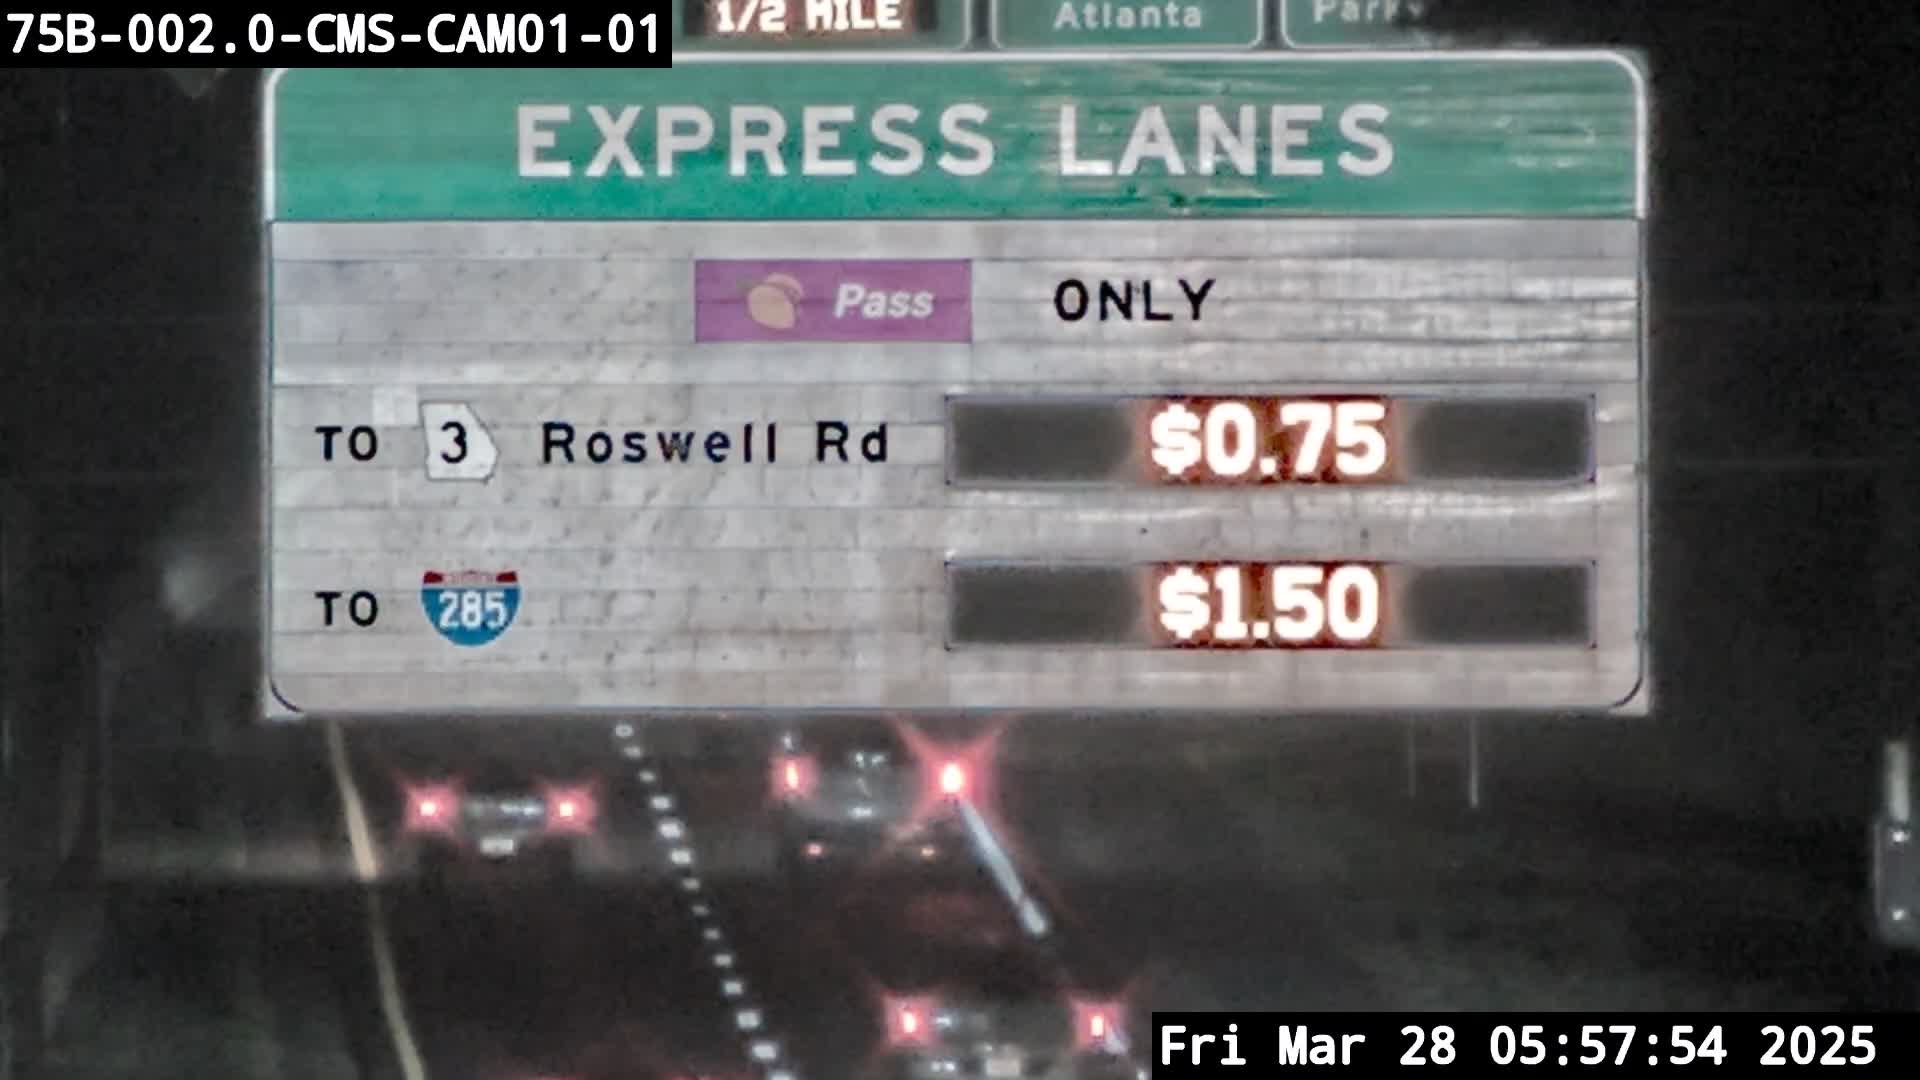 75B-002.0-CMS-CAM01-01
1/2 MILE
Atlanta
EXPRESS LANES
Pass ONLY
TO 3 Roswell Rd $0.75
TO 285 $1.50
Fri Mar 28 05:57:54 2025